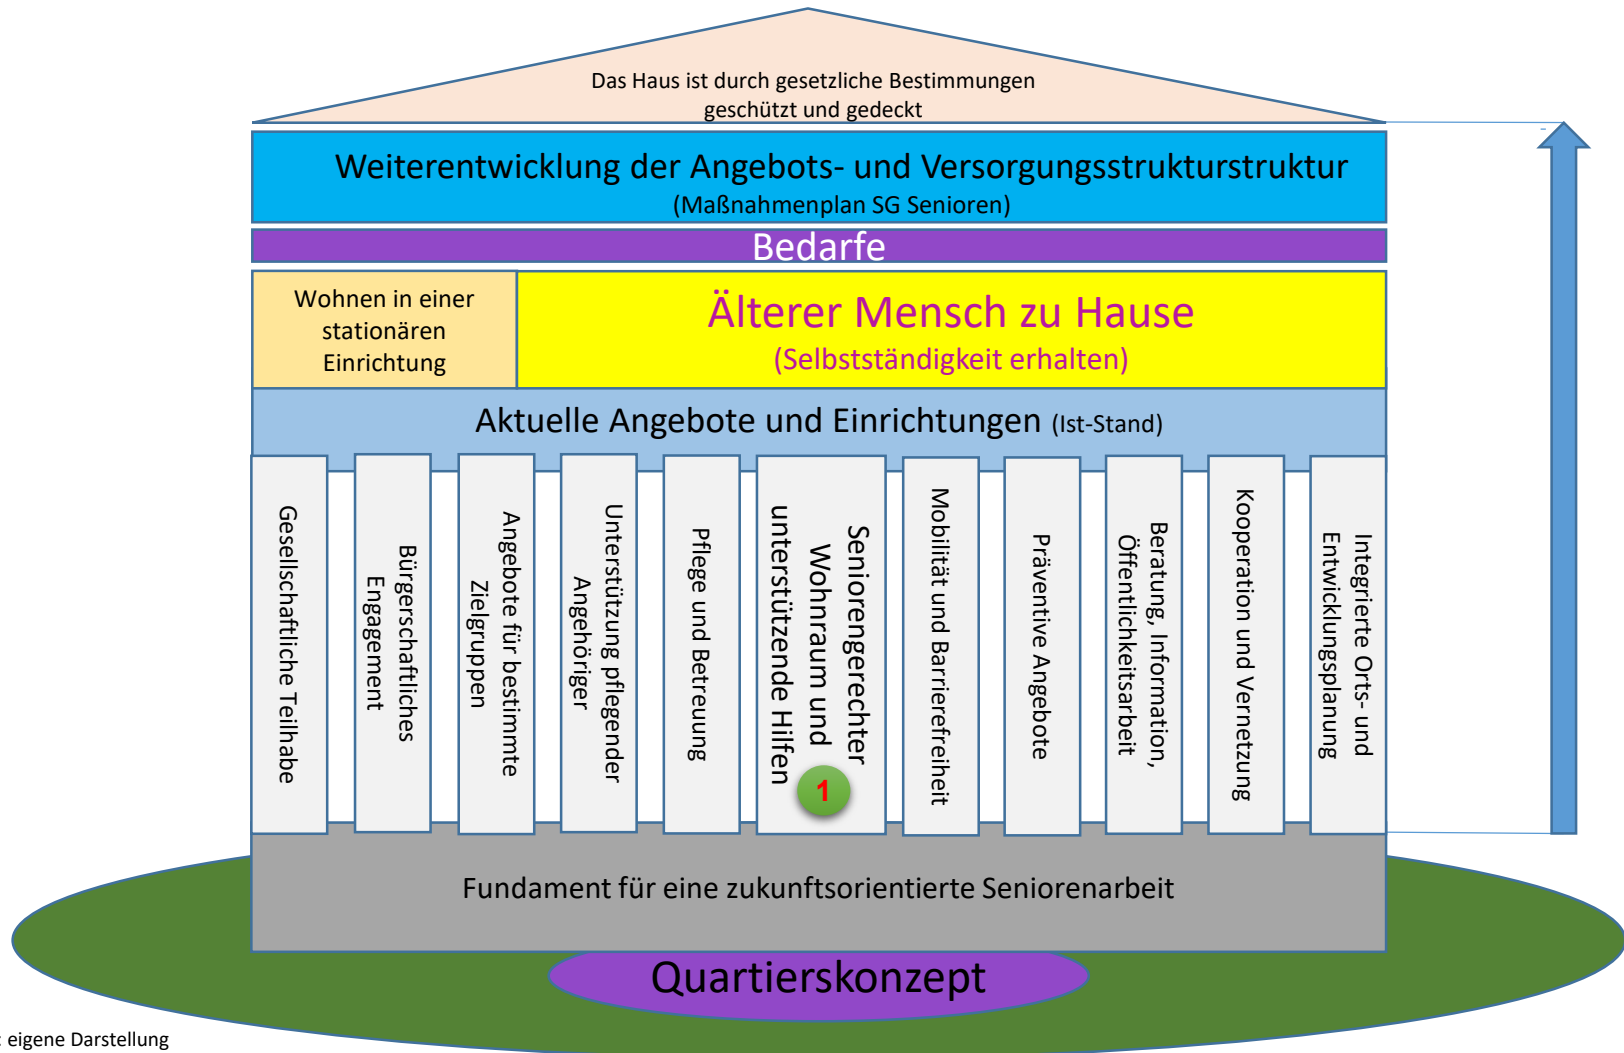 Das Haus ist durch gesetzliche Bestimmungen
geschützt und gedeckt
Weiterentwicklung der Angebots- und Versorgungsstrukturstruktur
(Maßnahmenplan SG Senioren)
Bedarfe
Wohnen in einer
stationären
Einrichtung
Älterer Mensch zu Hause
(Selbstständigkeit erhalten)
Aktuelle Angebote und Einrichtungen (Ist-Stand)
Gesellschaftliche Teilhabe
Bürgerschaftliches
Engagement
Angebote für bestimmte
Zielgruppen
Unterstützung pflegender
Angehöriger
Pflege und Betreuung
Seniorengerechter
Wohnraum und
unterstützende Hilfen
1
Mobilität und Barrierefreiheit
Präventive Angebote
Beratung, Information,
Öffentlichkeitsarbeit
Kooperation und Vernetzung
Integrierte Orts- und
Entwicklungsplanung
Fundament für eine zukunftsorientierte Seniorenarbeit
Quartierskonzept
: eigene Darstellung